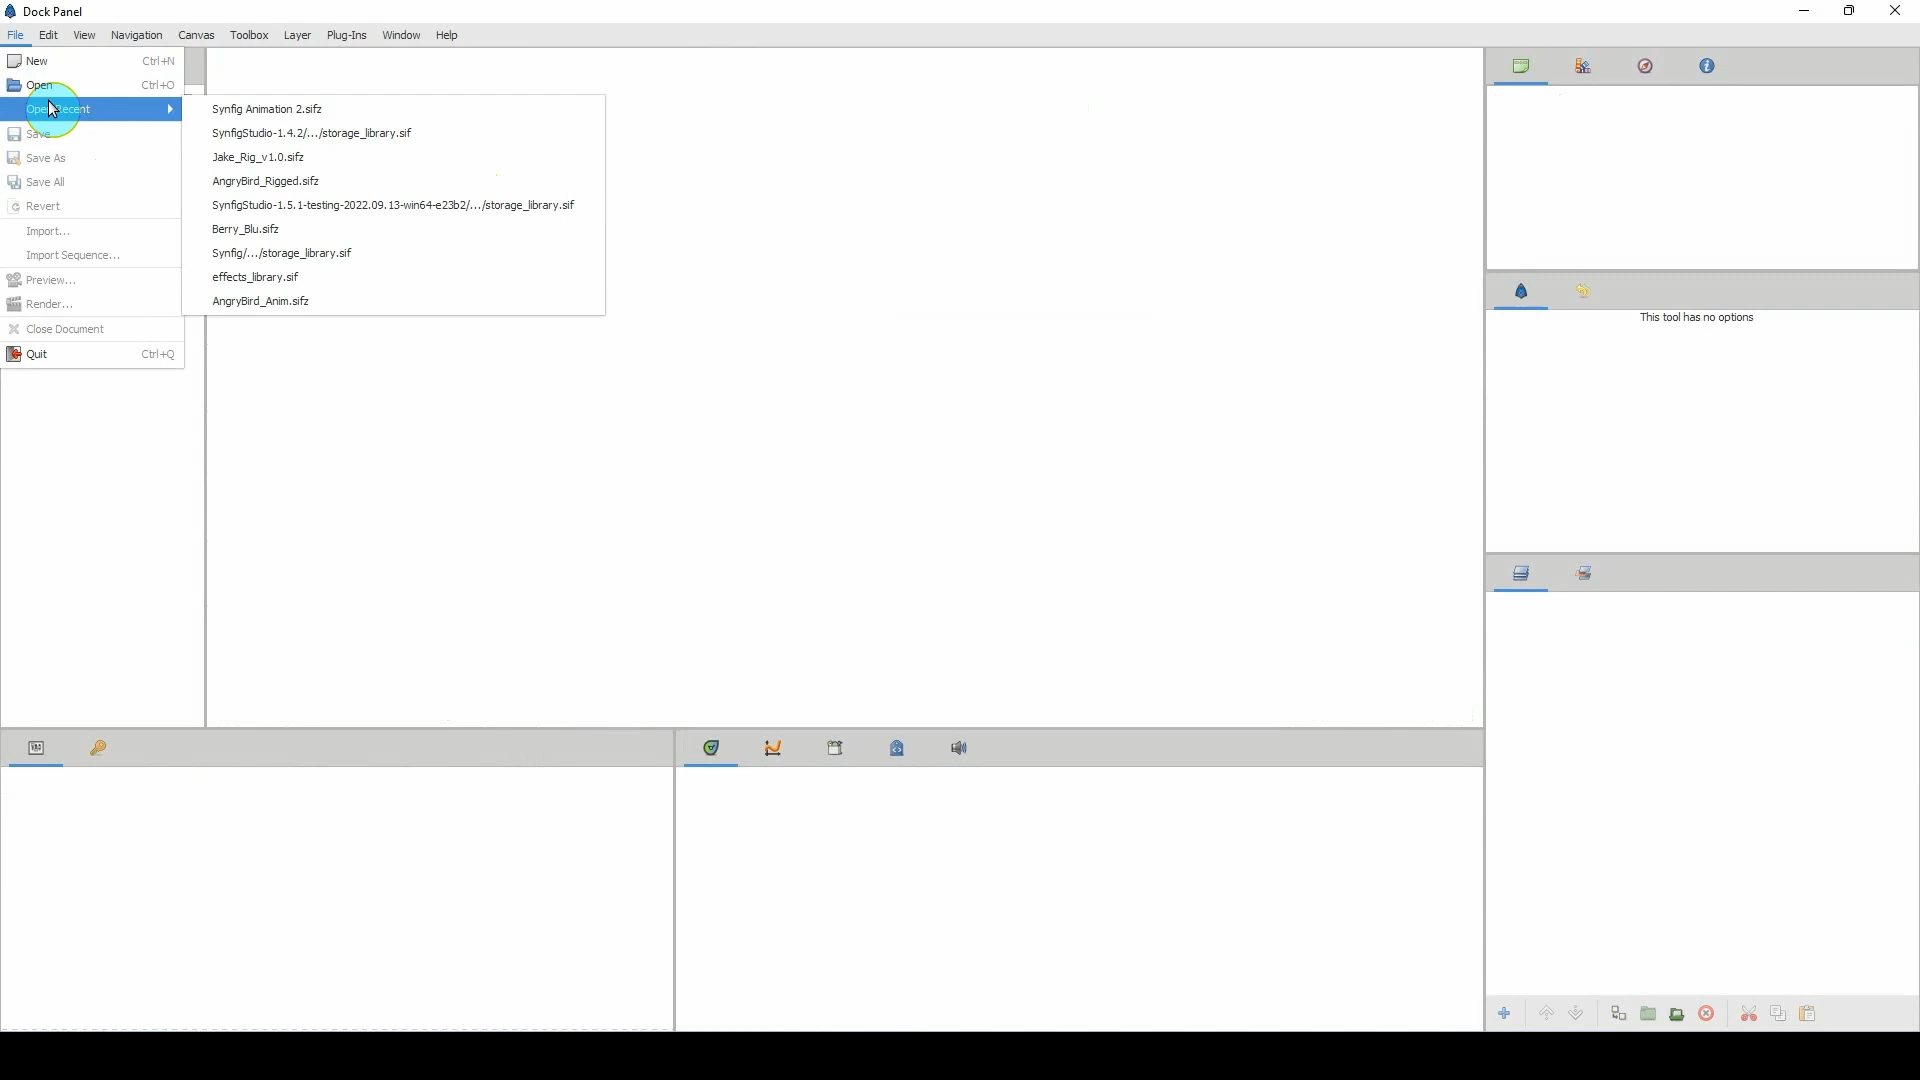 Dock Panel
File Edit View Navigation Canvas Toolbox Layer Plug-Ins Window Help
New Ctrl+N
Open Ctrl+O
Open Recent
Save
Save As
Save All
Revert
Import...
Import Sequence...
Preview...
Render...
Close Document
Quit Ctrl+Q
Synfig Animation 2.sifz
SynfigStudio-1.4.2/.../storage_library.sif
Jake_Rig_v1.0.sifz
AngryBird_Rigged.sifz
SynfigStudio-1.5.1-testing-2022.09.13-win64-e23b2/.../storage_library.sif
Berry_Blu.sifz
Synfig/.../storage_library.sif
effects_library.sif
AngryBird_Anim.sifz
This tool has no options